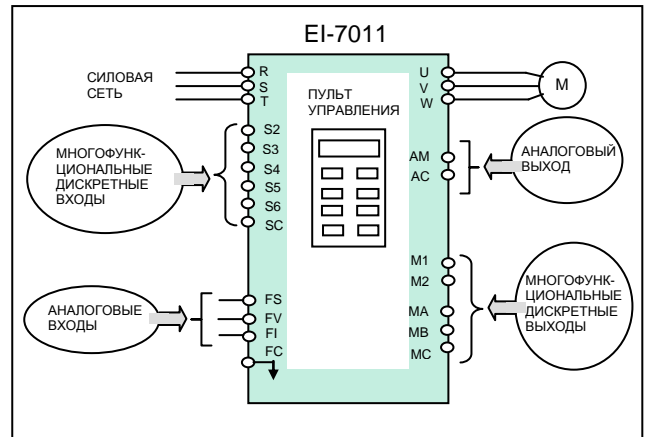 EI-7011
СИЛОВАЯ
СЕТЬ
R
S
T
ПУЛЬТ
УПРАВЛЕНИЯ
U
V
W
M
МНОГОФУНК-
ЦИОНАЛЬНЫЕ
ДИСКРЕТНЫЕ
ВХОДЫ
S2
S3
S4
S5
S6
SC
AM
AC
АНАЛОГОВЫЙ
ВЫХОД
АНАЛОГОВЫЕ
ВХОДЫ
FS
FV
FI
FC
M1
M2
MA
MB
MC
МНОГОФУНК-
ЦИОНАЛЬНЫЕ
ДИСКРЕТНЫЕ
ВЫХОДЫ